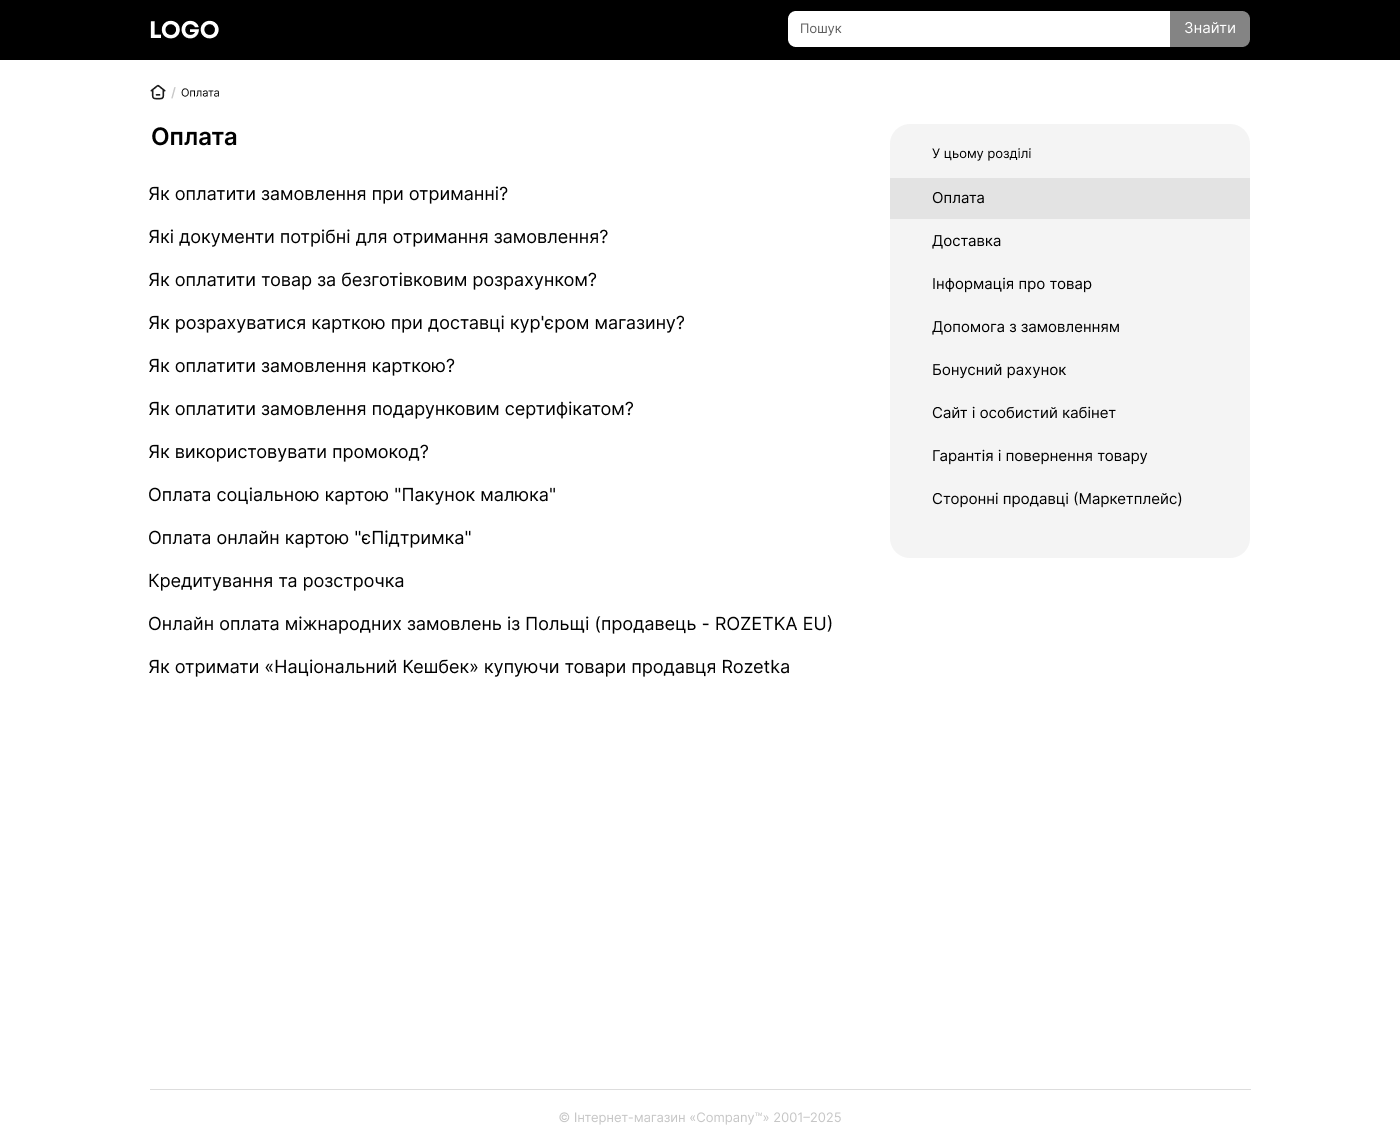 LOGO
Пошук
Знайти
/ Оплата
Оплата
Як оплатити замовлення при отриманні?
Які документи потрібні для отримання замовлення?
Як оплатити товар за безготівковим розрахунком?
Як розрахуватися карткою при доставці кур'єром магазину?
Як оплатити замовлення карткою?
Як оплатити замовлення подарунковим сертифікатом?
Як використовувати промокод?
Оплата соціальною картою "Пакунок малюка"
Оплата онлайн картою "єПідтримка"
Кредитування та розстрочка
Онлайн оплата міжнародних замовлень із Польщі (продавець - ROZETKA EU)
Як отримати «Національний Кешбек» купуючи товари продавця Rozetka
У цьому розділі
Оплата
Доставка
Інформація про товар
Допомога з замовленням
Бонусний рахунок
Сайт і особистий кабінет
Гарантія і повернення товару
Сторонні продавці (Маркетплейс)
© Інтернет-магазин «Company™» 2001–2025